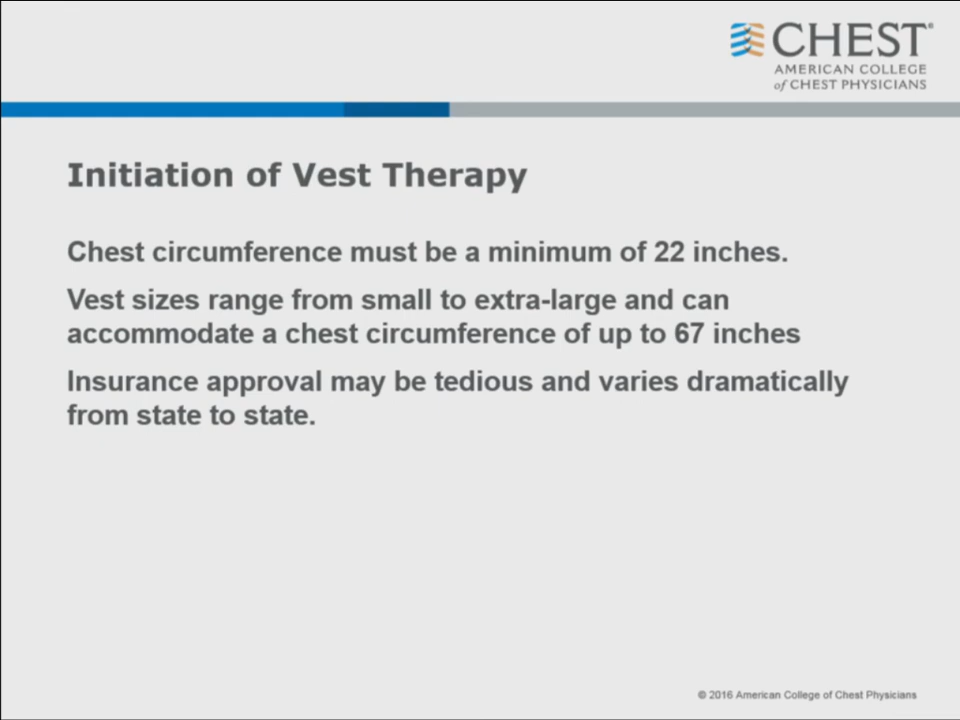 CHEST®
AMERICAN COLLEGE
of CHEST PHYSICIANS
Initiation of Vest Therapy
Chest circumference must be a minimum of 22 inches.
Vest sizes range from small to extra-large and can
accommodate a chest circumference of up to 67 inches
Insurance approval may be tedious and varies dramatically
from state to state.
© 2016 American College of Chest Physicians